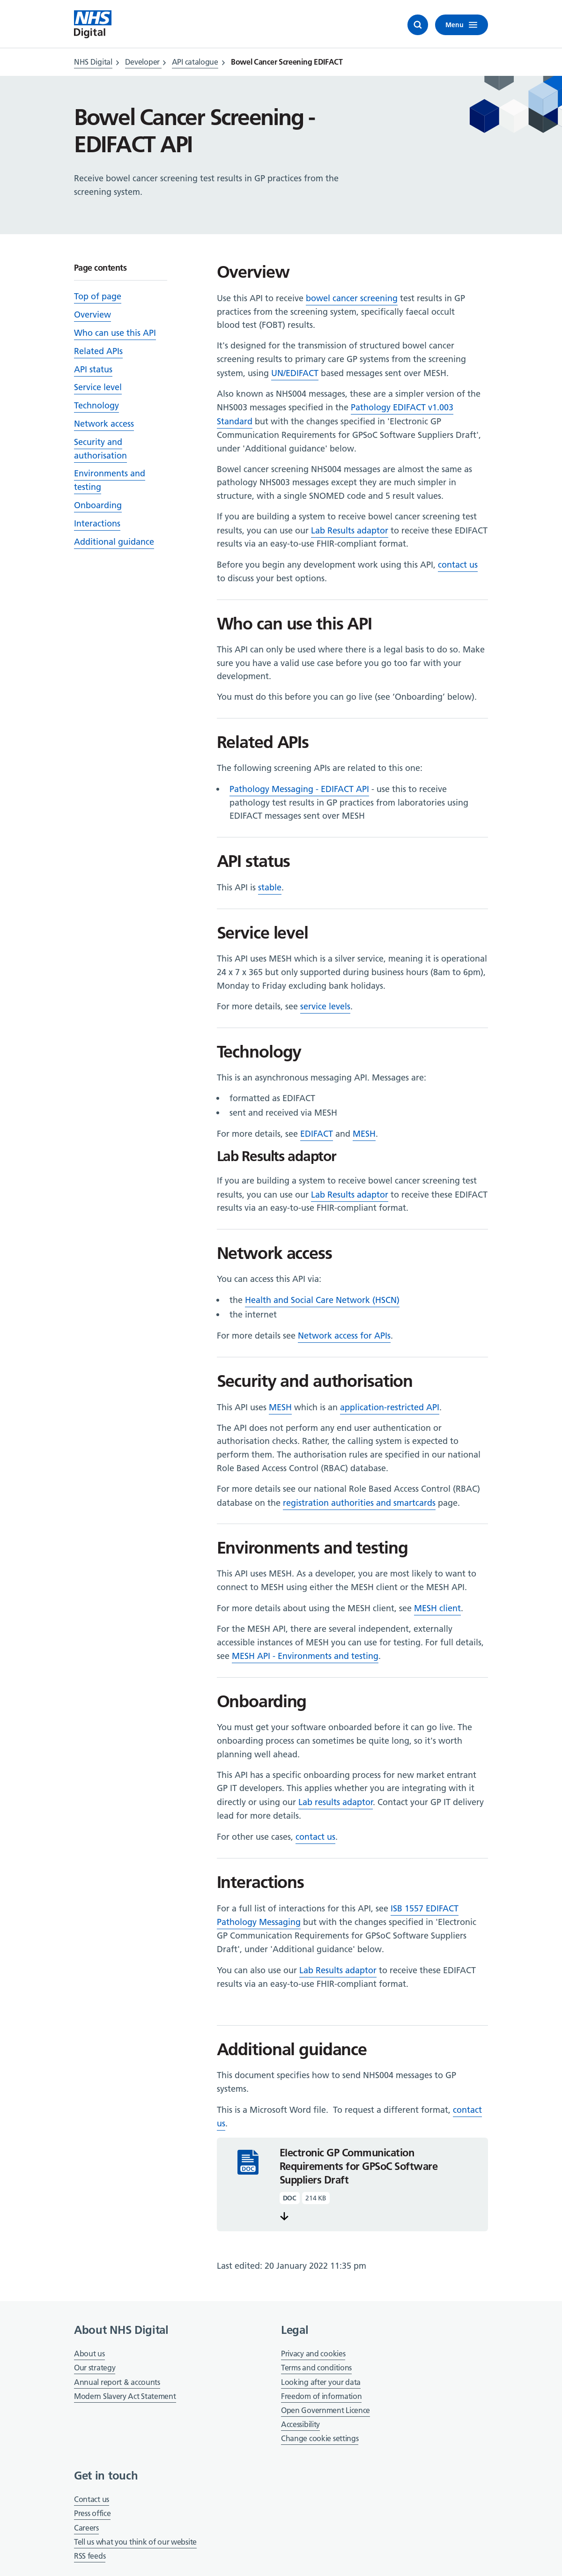 NHS
Digital
Menu
NHS Digital > Developer > API catalogue > Bowel Cancer Screening EDIFACT
Bowel Cancer Screening -
EDIFACT API
Receive bowel cancer screening test results in GP practices from the
screening system.
Page contents
Top of page
Overview
Who can use this API
Related APIs
API status
Service level
Technology
Network access
Security and
authorisation
Environments and
testing
Onboarding
Interactions
Additional guidance
Overview
Use this API to receive bowel cancer screening test results in GP
practices from the screening system, specifically faecal occult
blood test (FOBT) results.
It's designed for the transmission of structured bowel cancer
screening results to primary care GP systems from the screening
system, using UN/EDIFACT based messages sent over MESH.
Also known as NHS004 messages, these are a simpler version of the
NHS003 messages specified in the Pathology EDIFACT v1.003
Standard but with the changes specified in 'Electronic GP
Communication Requirements for GPSoC Software Suppliers Draft',
under 'Additional guidance' below.
Bowel cancer screening NHS004 messages are almost the same as
pathology NHS003 messages except they are much simpler in
structure, with a single SNOMED code and 5 result values.
If you are building a system to receive bowel cancer screening test
results, you can use our Lab Results adaptor to receive these EDIFACT
results via an easy-to-use FHIR-compliant format.
Before you begin any development work using this API, contact us
to discuss your best options.
Who can use this API
This API can only be used where there is a legal basis to do so. Make
sure you have a valid use case before you go too far with your
development.
You must do this before you can go live (see 'Onboarding' below).
Related APIs
The following screening APIs are related to this one:
• Pathology Messaging - EDIFACT API - use this to receive
pathology test results in GP practices from laboratories using
EDIFACT messages sent over MESH
API status
This API is stable.
Service level
This API uses MESH which is a silver service, meaning it is operational
24 x 7 x 365 but only supported during business hours (8am to 6pm),
Monday to Friday excluding bank holidays.
For more details, see service levels.
Technology
This is an asynchronous messaging API. Messages are:
• formatted as EDIFACT
• sent and received via MESH
For more details, see EDIFACT and MESH.
Lab Results adaptor
If you are building a system to receive bowel cancer screening test
results, you can use our Lab Results adaptor to receive these EDIFACT
results via an easy-to-use FHIR-compliant format.
Network access
You can access this API via:
• the Health and Social Care Network (HSCN)
• the internet
For more details see Network access for APIs.
Security and authorisation
This API uses MESH which is an application-restricted API.
The API does not perform any end user authentication or
authorisation checks. Rather, the calling system is expected to
perform them. The authorisation rules are specified in our national
Role Based Access Control (RBAC) database.
For more details see our national Role Based Access Control (RBAC)
database on the registration authorities and smartcards page.
Environments and testing
This API uses MESH. As a developer, you are most likely to want to
connect to MESH using either the MESH client or the MESH API.
For more details about using the MESH client, see MESH client.
For the MESH API, there are several independent, externally
accessible instances of MESH you can use for testing. For full details,
see MESH API - Environments and testing.
Onboarding
You must get your software onboarded before it can go live. The
onboarding process can sometimes be quite long, so it's worth
planning well ahead.
This API has a specific onboarding process for new market entrant
GP IT developers. This applies whether you are integrating with it
directly or using our Lab results adaptor. Contact your GP IT delivery
lead for more details.
For other use cases, contact us.
Interactions
For a full list of interactions for this API, see ISB 1557 EDIFACT
Pathology Messaging but with the changes specified in 'Electronic
GP Communication Requirements for GPSoC Software Suppliers
Draft', under 'Additional guidance' below.
You can also use our Lab Results adaptor to receive these EDIFACT
results via an easy-to-use FHIR-compliant format.
Additional guidance
This document specifies how to send NHS004 messages to GP
systems.
This is a Microsoft Word file.  To request a different format, contact
us.
DOC
Electronic GP Communication
Requirements for GPSoC Software
Suppliers Draft
DOC 214 KB
Last edited: 20 January 2022 11:35 pm
About NHS Digital
About us
Our strategy
Annual report & accounts
Modern Slavery Act Statement
Legal
Privacy and cookies
Terms and conditions
Looking after your data
Freedom of information
Open Government Licence
Accessibility
Change cookie settings
Get in touch
Contact us
Press office
Careers
Tell us what you think of our website
RSS feeds